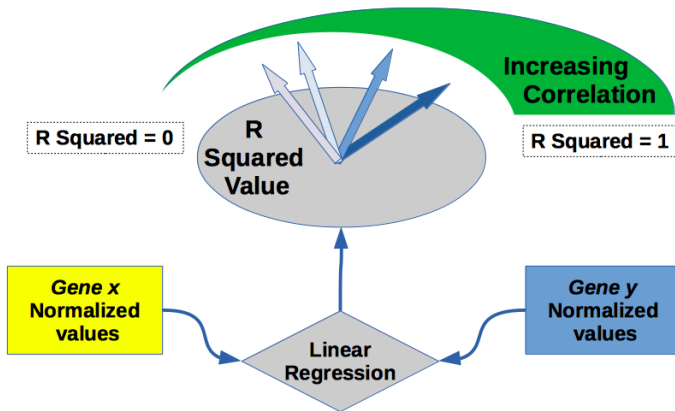 Increasing
Correlation
R Squared = 0
R
Squared
Value
R Squared = 1
Gene x
Normalized
values
Gene y
Normalized
values
Linear
Regression